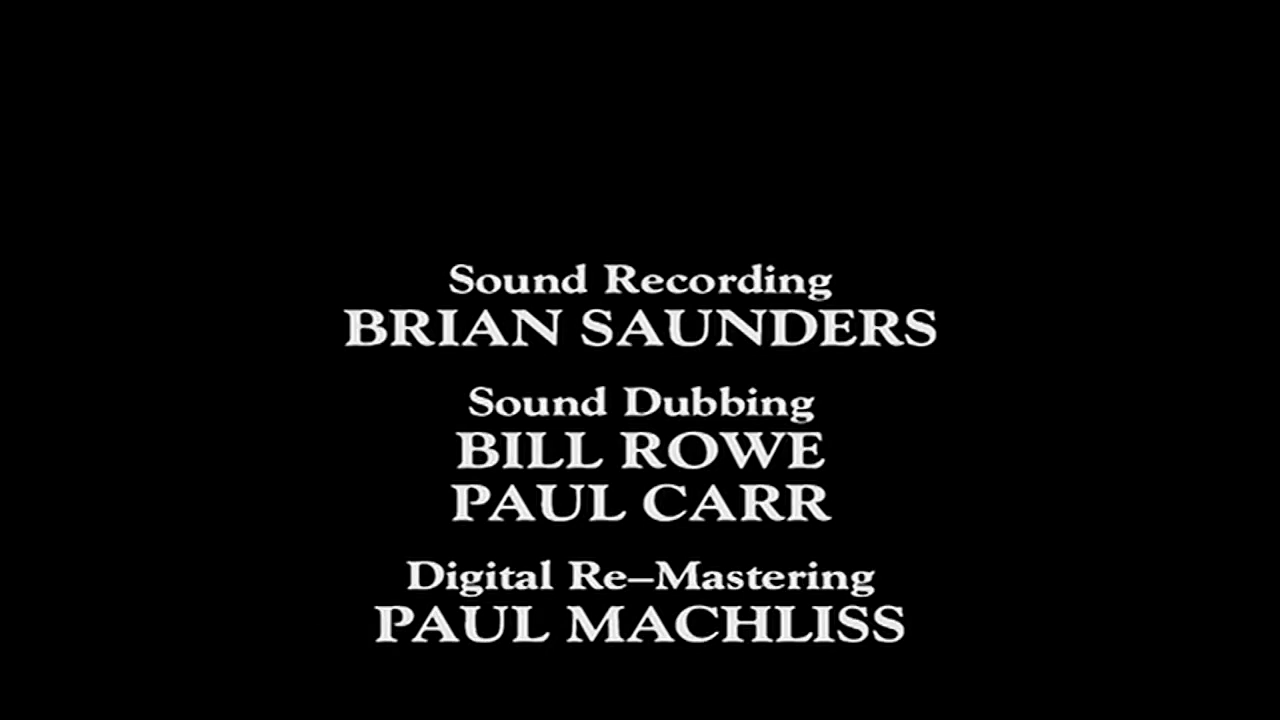 Sound Recording
BRIAN SAUNDERS
Sound Dubbing
BILL ROWE
PAUL CARR
Digital Re–Mastering
PAUL MACHLISS